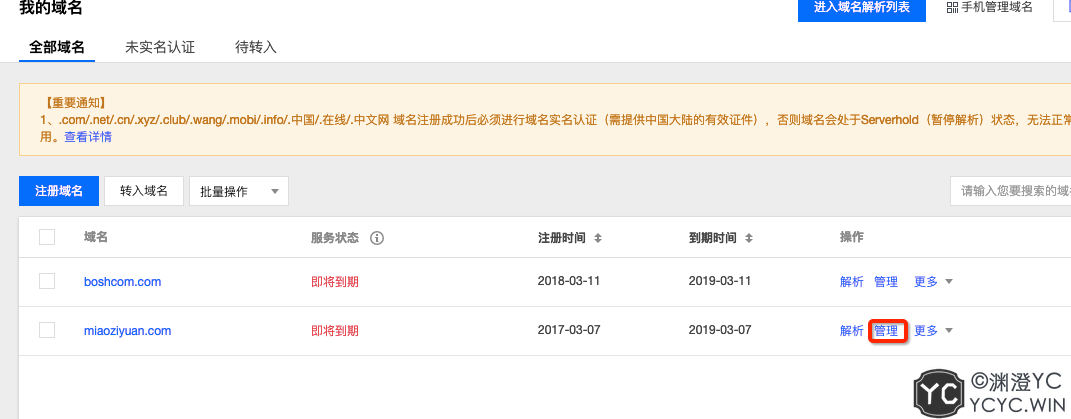 我的域名
进入域名解析列表
手机管理域名
全部域名 未实名认证 待转入
【重要通知】
1、.com/.net/.cn/.xyz/.club/.wang/.mobi/.info/.中国/.在线/.中文网 域名注册成功后必须进行域名实名认证（需提供中国大陆的有效证件），否则域名会处于Serverhold（暂停解析）状态，无法正常
用。查看详情
注册域名 转入域名 批量操作
请输入您要搜索的域
域名 服务状态 注册时间 到期时间 操作
boshcom.com 即将到期 2018-03-11 2019-03-11 解析 管理 更多
miaoziyuan.com 即将到期 2017-03-07 2019-03-07 解析 管理 更多
YC ©渊澄YC
YCYC.WIN